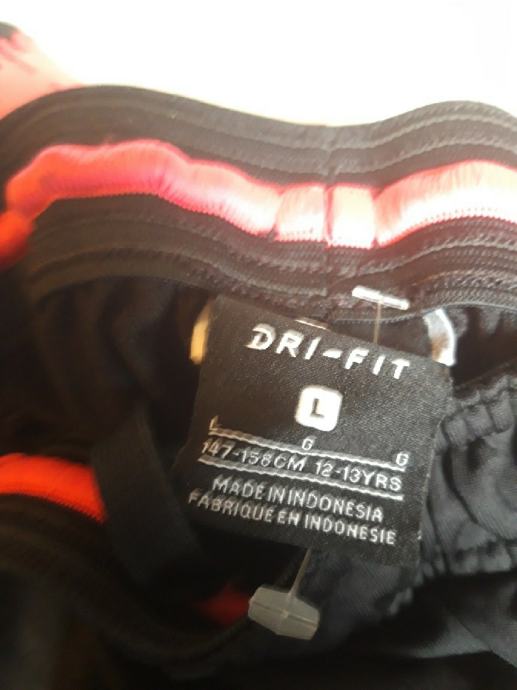 DRI-FIT
L
L G G
147-158CM 12-13YRS
MADE IN INDONESIA
FABRIQUE EN INDONESIE